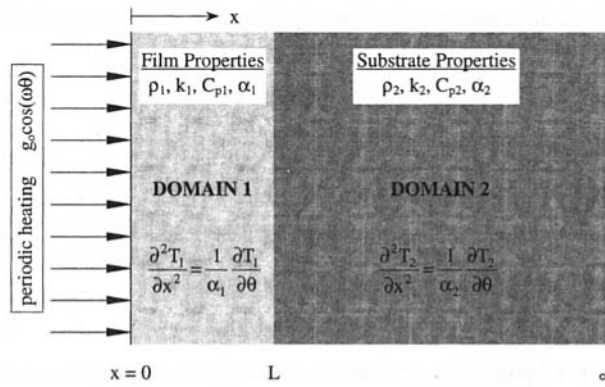 x
Film Properties
ρ₁, k₁, Cₚ₁, α₁
Substrate Properties
ρ₂, k₂, Cₚ₂, α₂
periodic heating gₒcos(ωθ)
DOMAIN 1
DOMAIN 2
∂²T₁/∂x² = 1/α₁ ∂T₁/∂θ
∂²T₂/∂x² = 1/α₂ ∂T₂/∂θ
x = 0
L